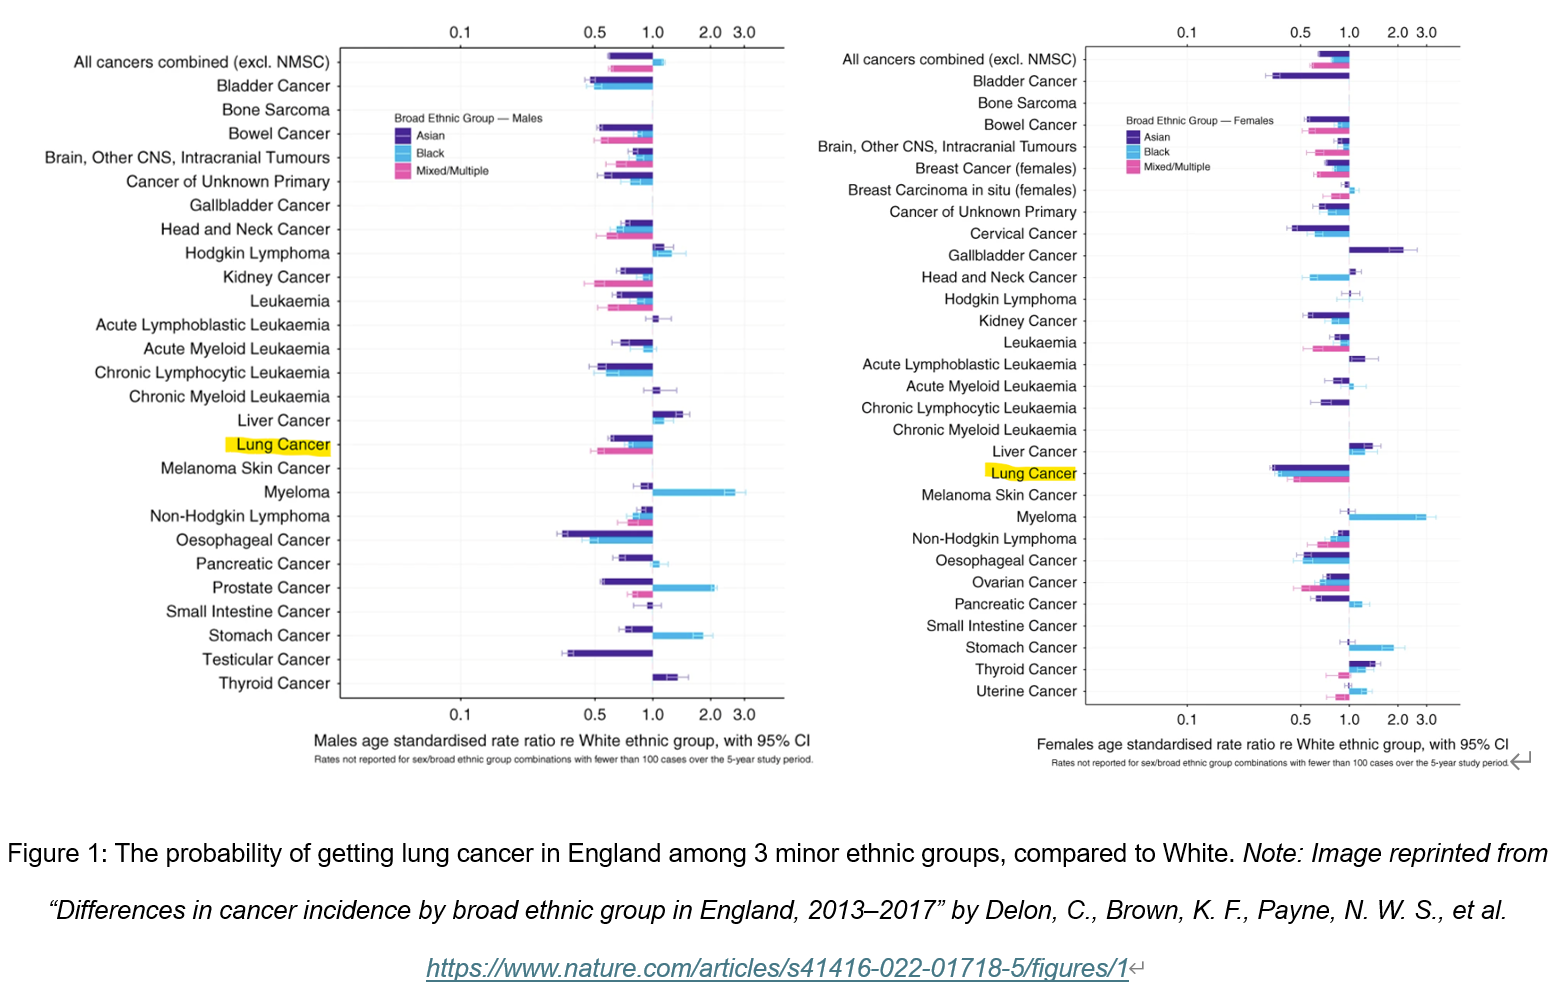 0.1 0.5 1.0 2.0 3.0
All cancers combined (excl. NMSC)
Bladder Cancer
Bone Sarcoma
Broad Ethnic Group — Males
Asian
Black
Mixed/Multiple
Bowel Cancer
Brain, Other CNS, Intracranial Tumours
Cancer of Unknown Primary
Gallbladder Cancer
Head and Neck Cancer
Hodgkin Lymphoma
Kidney Cancer
Leukaemia
Acute Lymphoblastic Leukaemia
Acute Myeloid Leukaemia
Chronic Lymphocytic Leukaemia
Chronic Myeloid Leukaemia
Liver Cancer
Lung Cancer
Melanoma Skin Cancer
Myeloma
Non-Hodgkin Lymphoma
Oesophageal Cancer
Pancreatic Cancer
Prostate Cancer
Small Intestine Cancer
Stomach Cancer
Testicular Cancer
Thyroid Cancer
0.1 0.5 1.0 2.0 3.0
Males age standardised rate ratio re White ethnic group, with 95% CI
Rates not reported for sex/broad ethnic group combinations with fewer than 100 cases over the 5-year study period.
0.1 0.5 1.0 2.0 3.0
All cancers combined (excl. NMSC)
Bladder Cancer
Bone Sarcoma
Broad Ethnic Group — Females
Asian
Black
Mixed/Multiple
Bowel Cancer
Brain, Other CNS, Intracranial Tumours
Breast Cancer (females)
Breast Carcinoma in situ (females)
Cancer of Unknown Primary
Cervical Cancer
Gallbladder Cancer
Head and Neck Cancer
Hodgkin Lymphoma
Kidney Cancer
Leukaemia
Acute Lymphoblastic Leukaemia
Acute Myeloid Leukaemia
Chronic Lymphocytic Leukaemia
Chronic Myeloid Leukaemia
Liver Cancer
Lung Cancer
Melanoma Skin Cancer
Myeloma
Non-Hodgkin Lymphoma
Oesophageal Cancer
Ovarian Cancer
Pancreatic Cancer
Small Intestine Cancer
Stomach Cancer
Thyroid Cancer
Uterine Cancer
0.1 0.5 1.0 2.0 3.0
Females age standardised rate ratio re White ethnic group, with 95% CI
Rates not reported for sex/broad ethnic group combinations with fewer than 100 cases over the 5-year study period.
Figure 1: The probability of getting lung cancer in England among 3 minor ethnic groups, compared to White. Note: Image reprinted from
“Differences in cancer incidence by broad ethnic group in England, 2013–2017” by Delon, C., Brown, K. F., Payne, N. W. S., et al.
https://www.nature.com/articles/s41416-022-01718-5/figures/1